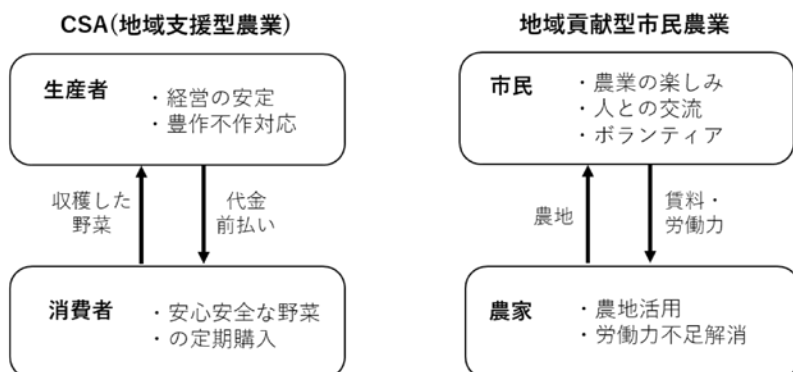 CSA(地域支援型農業)
生産者
・経営の安定
・豊作不作対応
収穫した
野菜
代金
前払い
消費者
・安心安全な野菜
・の定期購入
地域貢献型市民農業
市民
・農業の楽しみ
・人との交流
・ボランティア
農地
賃料・
労働力
農家
・農地活用
・労働力不足解消